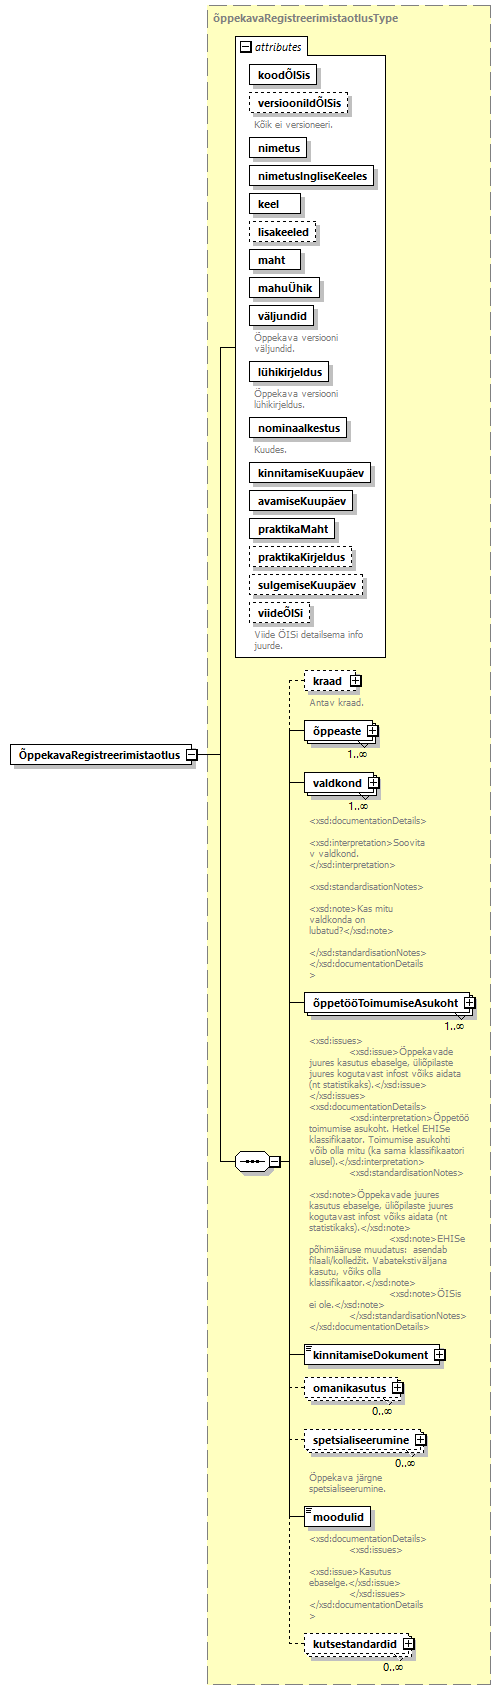 õppekavaRegistreerimistaotlusType
attributes
koodÕISis
versiooniIdÕISis
Kõik ei versioneeri.
nimetus
nimetusIngliseKeeles
keel
lisakeeled
maht
mahuÜhik
väljundid
Õppekava versiooni
väljundid.
lühikirjeldus
Õppekava versiooni
lühikirjeldus.
nominaalkestus
Kuudes.
kinnitamiseKuupäev
avamiseKuupäev
praktikaMaht
praktikaKirjeldus
sulgemiseKuupäev
viideÕISi
Viide ÕISi detailsema info
juurde.
ÕppekavaRegistreerimistaotlus
kraad
Antav kraad.
õppeaste
1..∞
valdkond
1..∞
<xsd:documentationDetails>
<xsd:interpretation>Soovita
v valdkond.
</xsd:interpretation>
<xsd:standardisationNotes>
<xsd:note>Kas mitu
valdkonda on
lubatud?</xsd:note>
</xsd:standardisationNotes>
</xsd:documentationDetails
>
õppetööToimumiseAsukoht
1..∞
<xsd:issues>
<xsd:issue>Õppekavade
juures kasutus ebaselge, üliõpilaste
juures kogutavast infost võiks aidata
(nt statistikaks).</xsd:issue>
</xsd:issues>
<xsd:documentationDetails>
<xsd:interpretation>Õppetöö
toimumise asukoht. Hetkel EHISe
klassifikaator. Toimumise asukohti
võib olla mitu (ka sama klassifikaatori
alusel).</xsd:interpretation>
<xsd:standardisationNotes>
<xsd:note>Õppekavade juures
kasutus ebaselge, üliõpilaste juures
kogutavast infost võiks aidata (nt
statistikaks).</xsd:note>
<xsd:note>EHISe
põhimääruse muudatus:  asendab
filiaali/kolledžit. Vabatekstiväljana
kasutu, võiks olla
klassifikaator.</xsd:note>
<xsd:note>ÕISis
ei ole.</xsd:note>
</xsd:standardisationNotes>
</xsd:documentationDetails>
kinnitamiseDokument
omanikasutus
0..∞
spetsialiseerumine
0..∞
Õppekava järgne
spetsialiseerumine.
moodulid
<xsd:documentationDetails>
<xsd:issues>
<xsd:issue>Kasutus
ebaselge.</xsd:issue>
</xsd:issues>
</xsd:documentationDetails
>
kutsestandardid
0..∞